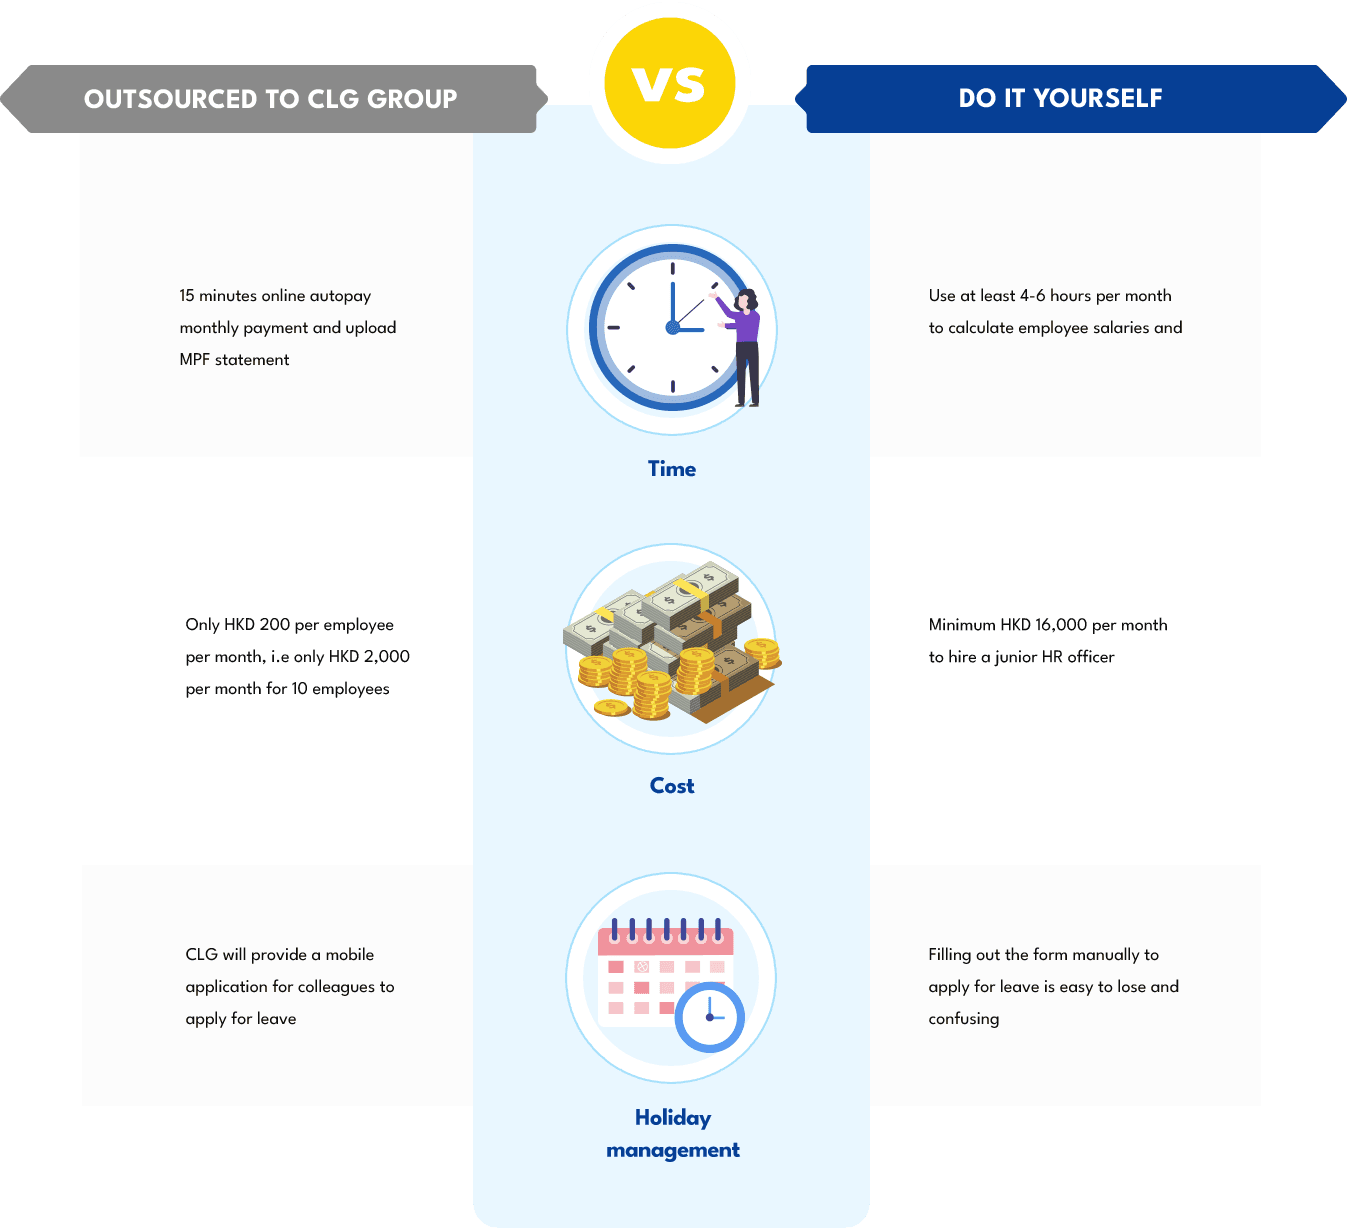 OUTSOURCED TO CLG GROUP
VS
DO IT YOURSELF
15 minutes online autopay
monthly payment and upload
MPF statement
Time
Use at least 4-6 hours per month
to calculate employee salaries and
Only HKD 200 per employee
per month, i.e only HKD 2,000
per month for 10 employees
Cost
Minimum HKD 16,000 per month
to hire a junior HR officer
CLG will provide a mobile
application for colleagues to
apply for leave
Holiday
management
Filling out the form manually to
apply for leave is easy to lose and
confusing